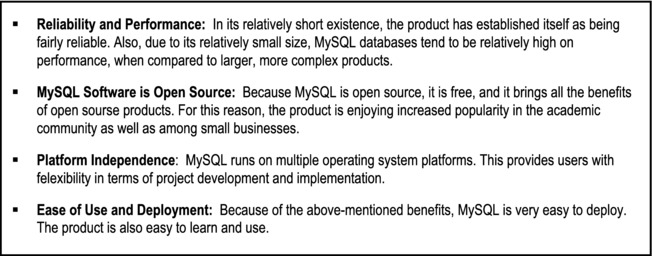 ▪ Reliability and Performance: In its relatively short existence, the product has established itself as being
fairly reliable. Also, due to its relatively small size, MySQL databases tend to be relatively high on
performance, when compared to larger, more complex products.
▪ MySQL Software is Open Source: Because MySQL is open source, it is free, and it brings all the benefits
of open sourse products. For this reason, the product is enjoying increased popularity in the academic
community as well as among small businesses.
▪ Platform Independence: MySQL runs on multiple operating system platforms. This provides users with
felexibility in terms of project development and implementation.
▪ Ease of Use and Deployment: Because of the above-mentioned benefits, MySQL is very easy to deploy.
The product is also easy to learn and use.